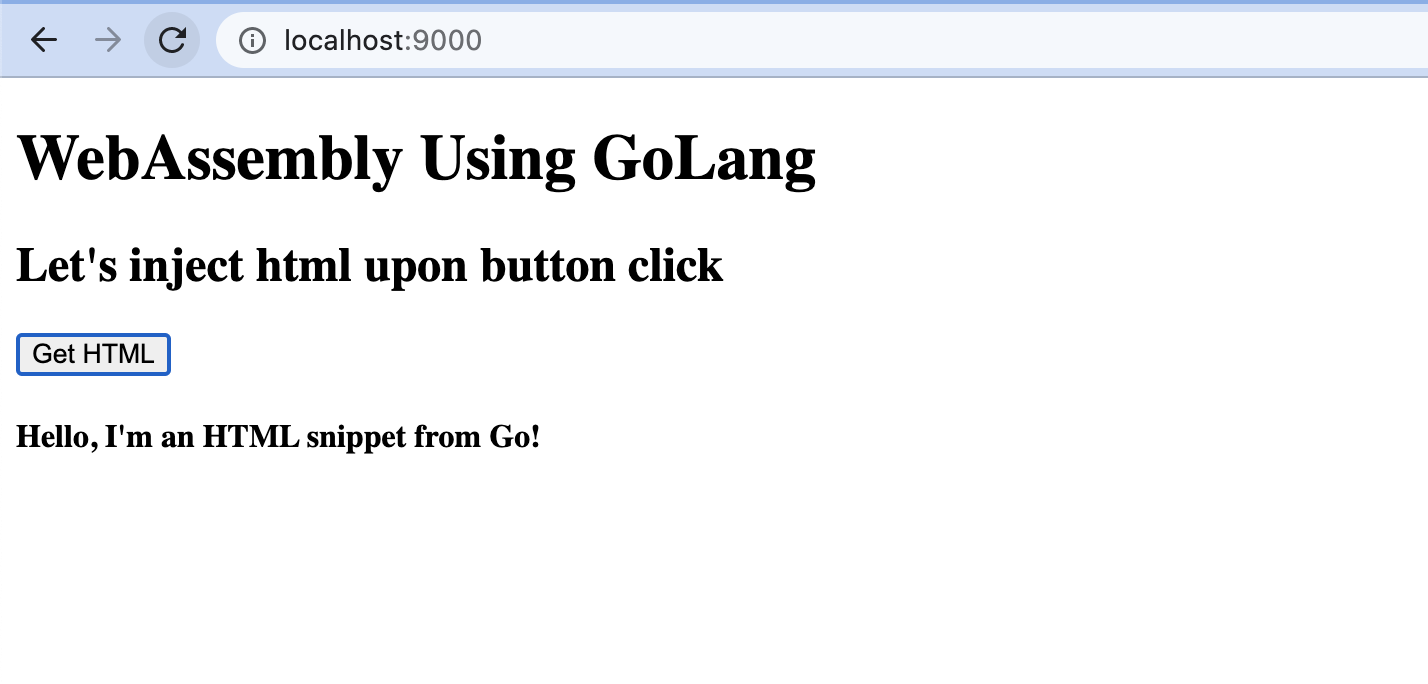 localhost:9000
WebAssembly Using GoLang
Let's inject html upon button click
Get HTML
Hello, I'm an HTML snippet from Go!